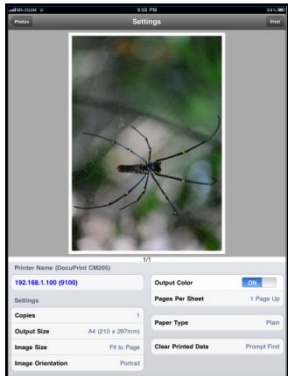 9:05 PM
84%
Photos
Settings
Print
1/1
Printer Name (DocuPrint CM205)
192.168.1.100 (9100)
Output Color
ON
Pages Per Sheet
1 Page Up
Settings
Copies
1
Output Size
A4 (210 x 297mm)
Paper Type
Plain
Image Size
Fit to Page
Clear Printed Data
Prompt First
Image Orientation
Portrait